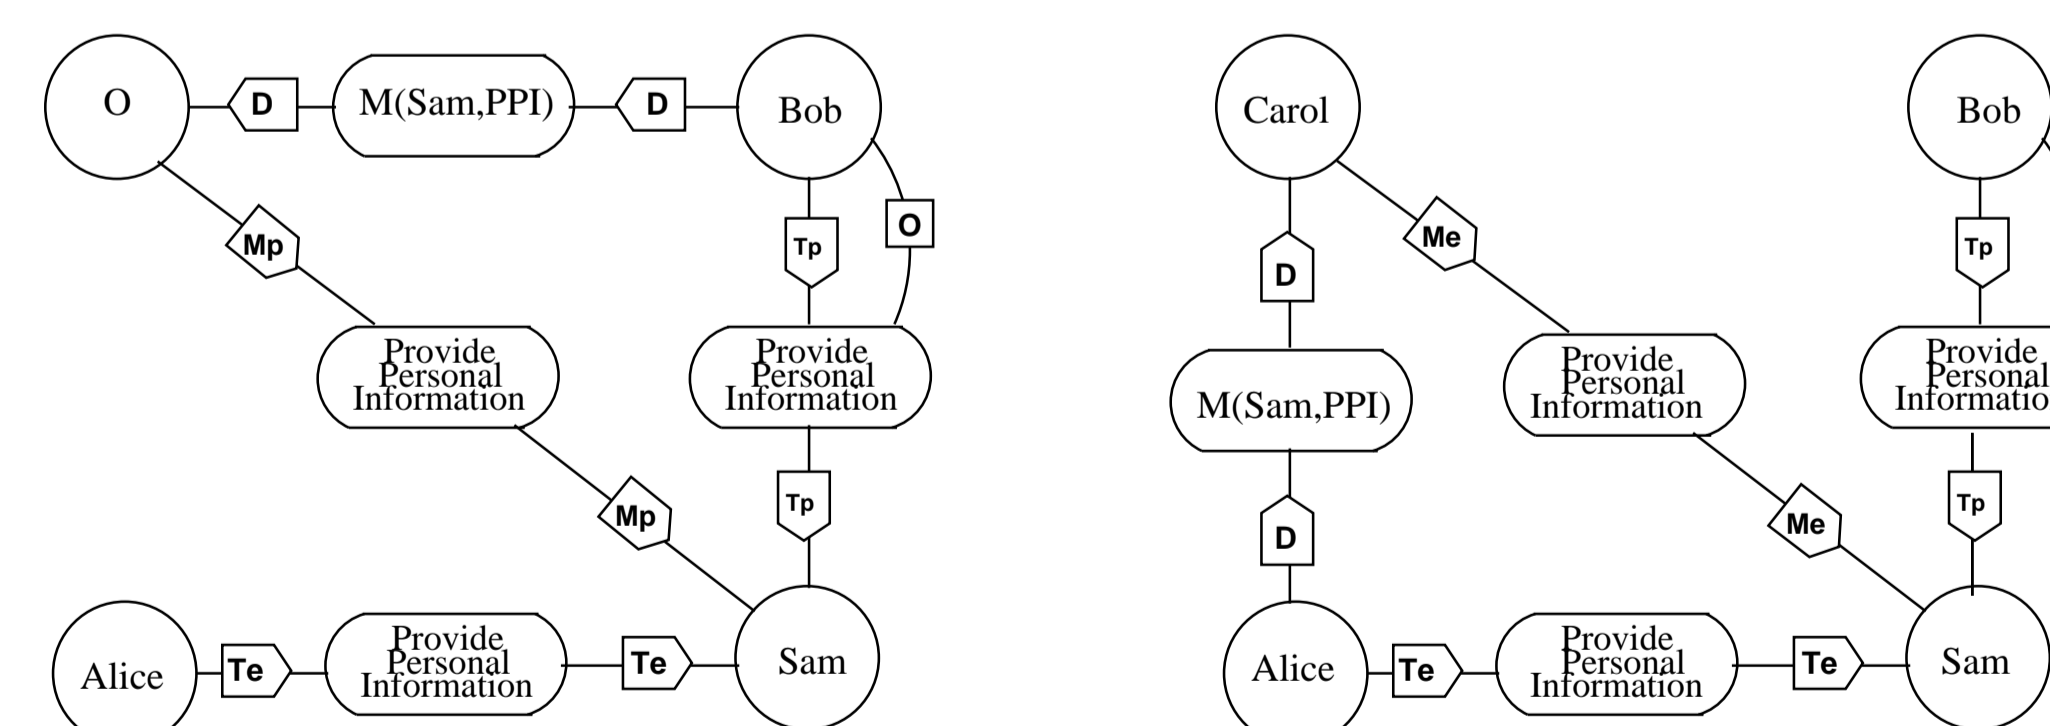 O
D
M(Sam,PPI)
D
Bob
Mp
Tp
O
Provide
Personal
Information
Provide
Personal
Information
Mp
Tp
Alice
Te
Provide
Personal
Information
Te
Sam
Carol
Bob
Me
Tp
D
M(Sam,PPI)
Provide
Personal
Information
Provide
Personal
Informatio
D
Me
Tp
Alice
Te
Provide
Personal
Information
Te
Sam